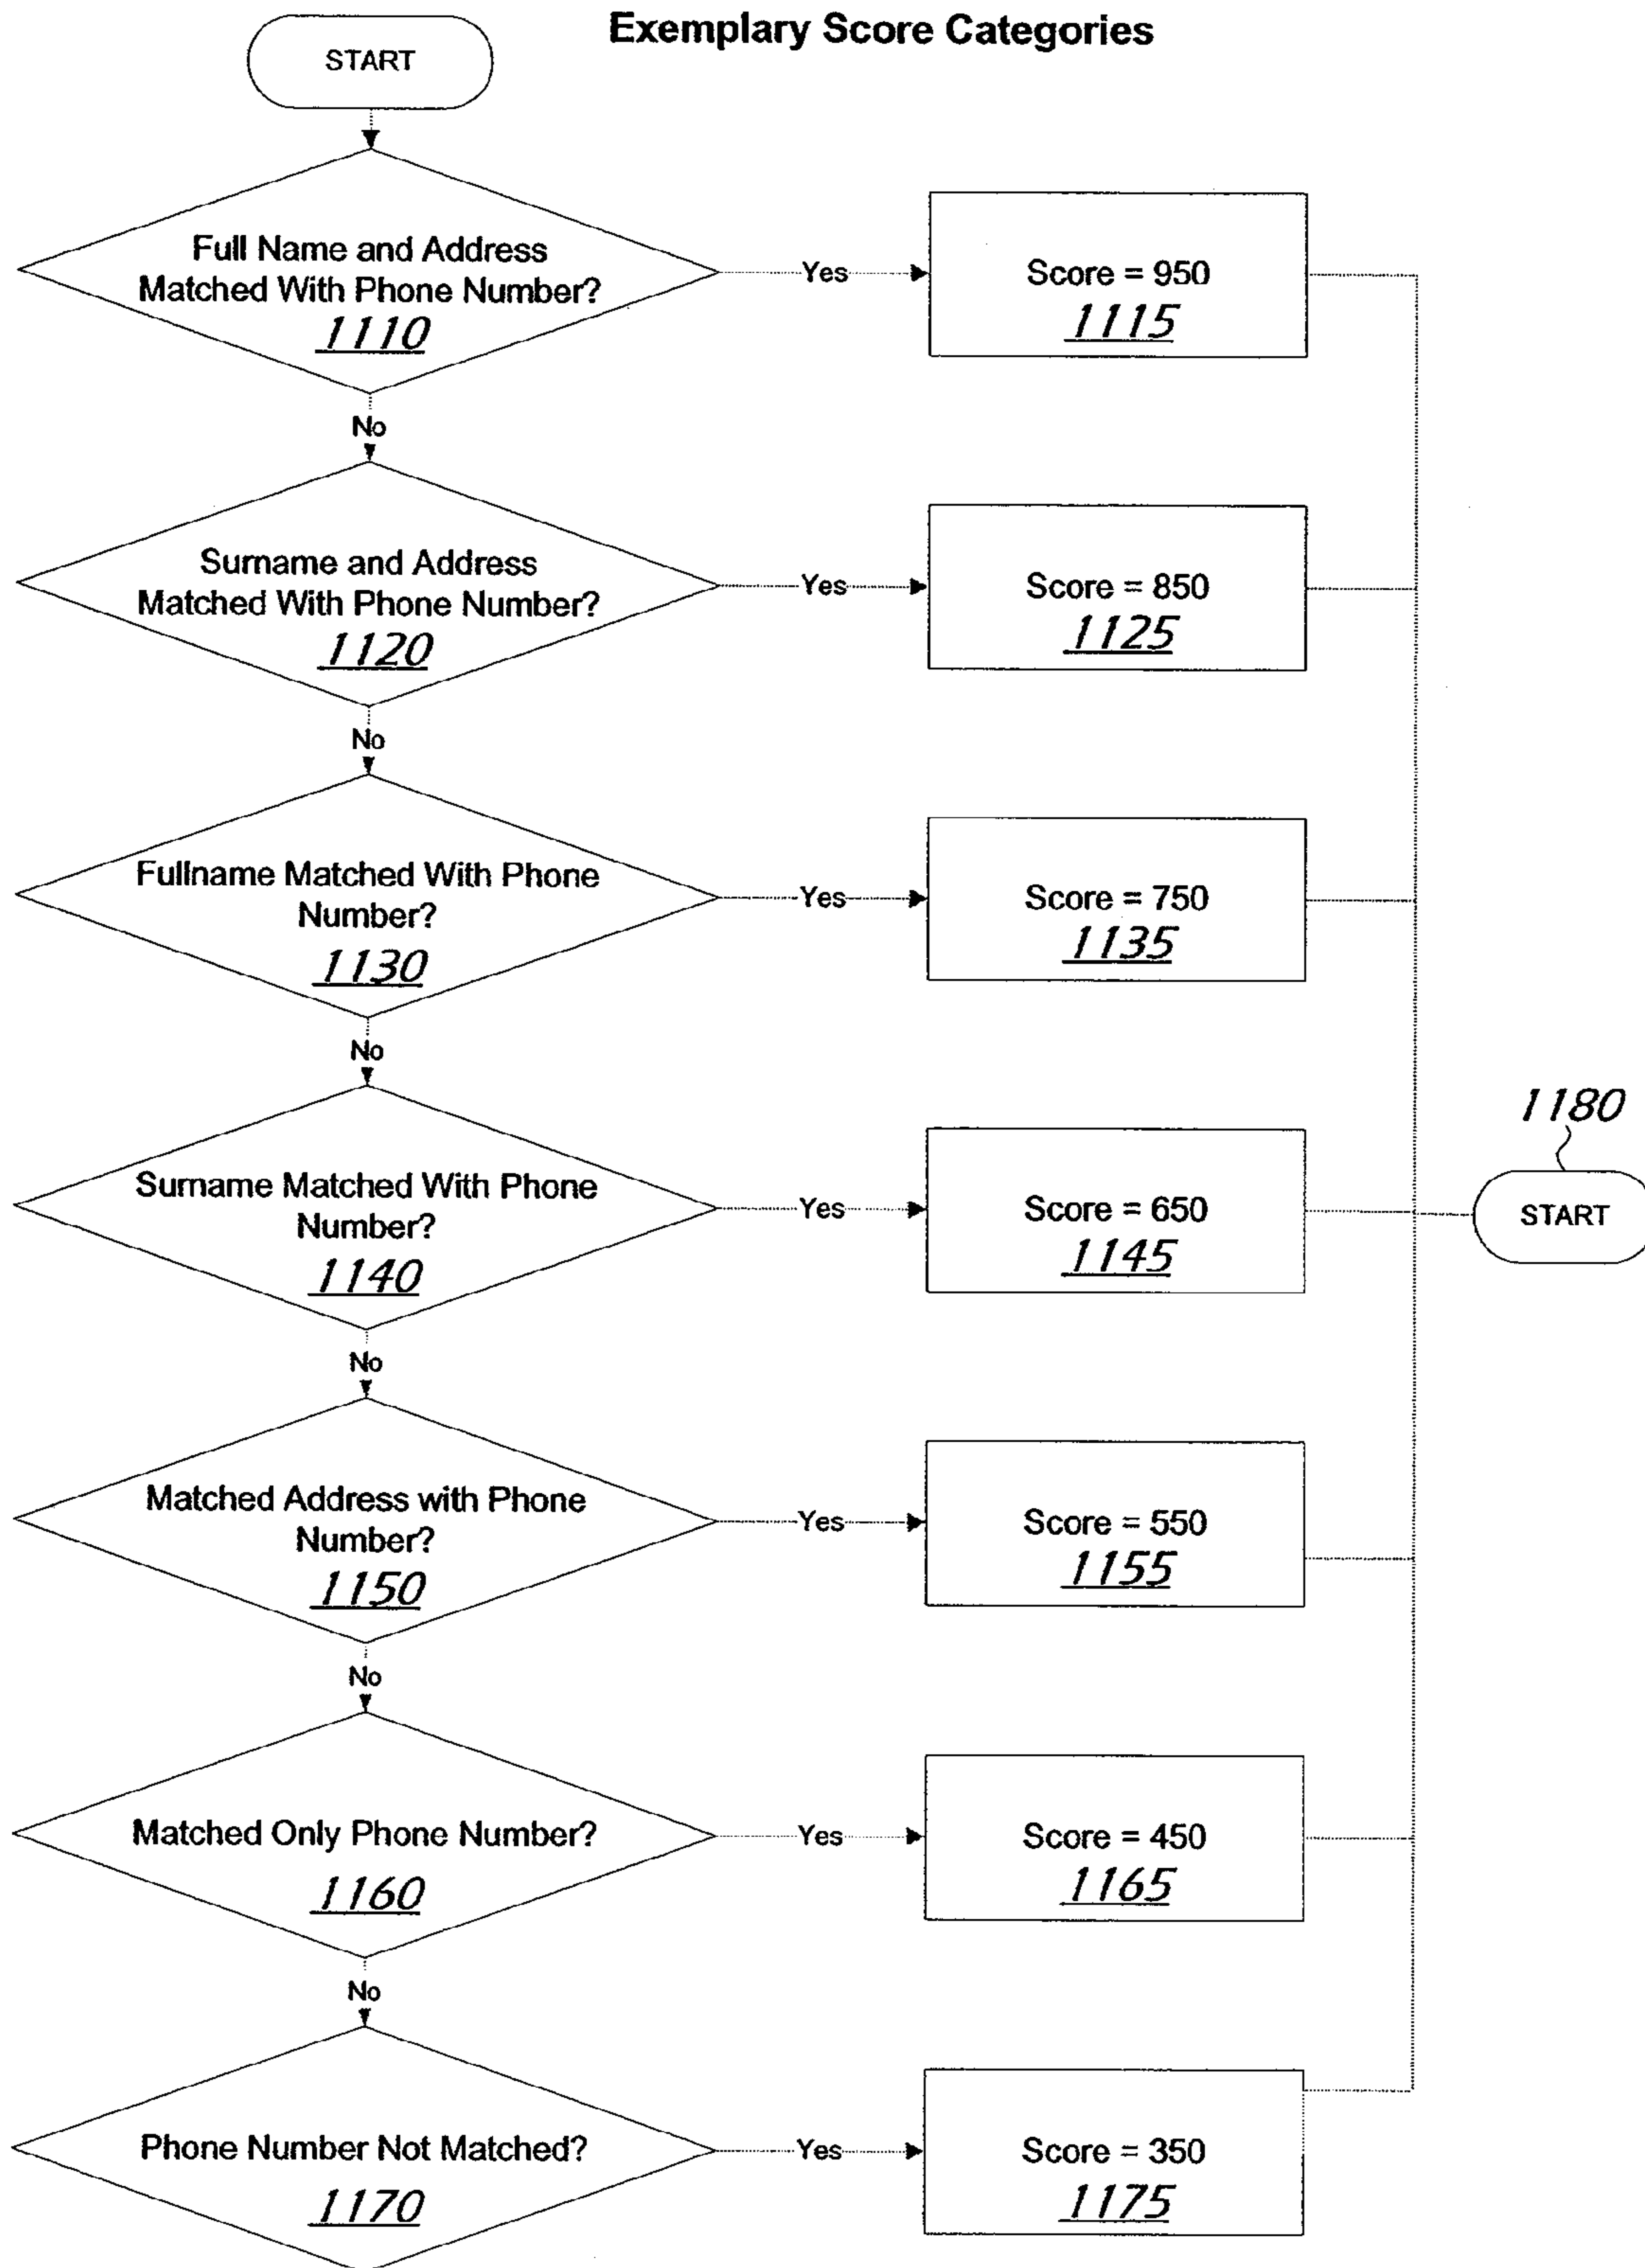 Exemplary Score Categories
START
Full Name and Address
Matched With Phone Number?
1110
Yes
Score = 950
1115
No
Surname and Address
Matched With Phone Number?
1120
Yes
Score = 850
1125
No
Fullname Matched With Phone
Number?
1130
Yes
Score = 750
1135
No
Surname Matched With Phone
Number?
1140
Yes
Score = 650
1145
1180
START
No
Matched Address with Phone
Number?
1150
Yes
Score = 550
1155
No
Matched Only Phone Number?
1160
Yes
Score = 450
1165
No
Phone Number Not Matched?
1170
Yes
Score = 350
1175